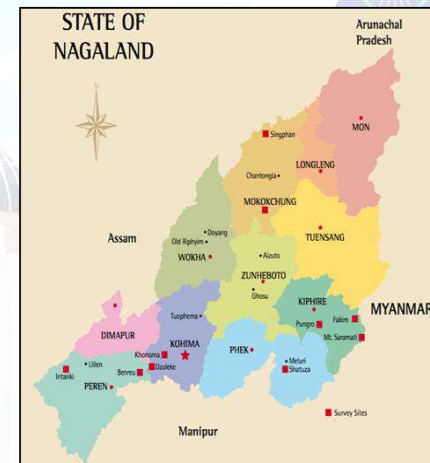 STATE OF
NAGALAND
Arunachal
Pradesh
N
MON
Singphan
LONGLENG
Chantongia
MOKOKCHUNG
TUENSANG
Assam
Doyang
Old Riphyim
WOKHA
Aizuto
ZUNHEBOTO
Ghosu
KIPHIRE
MYANMAR
Fakim
Pungro
Mt. Saramati
Tuophema
DIMAPUR
KOHIMA
Khonoma
Dzuleke
PHEK
Meluri
Shatuza
Intanki
Benreu
PEREN
Survey Sites
Manipur